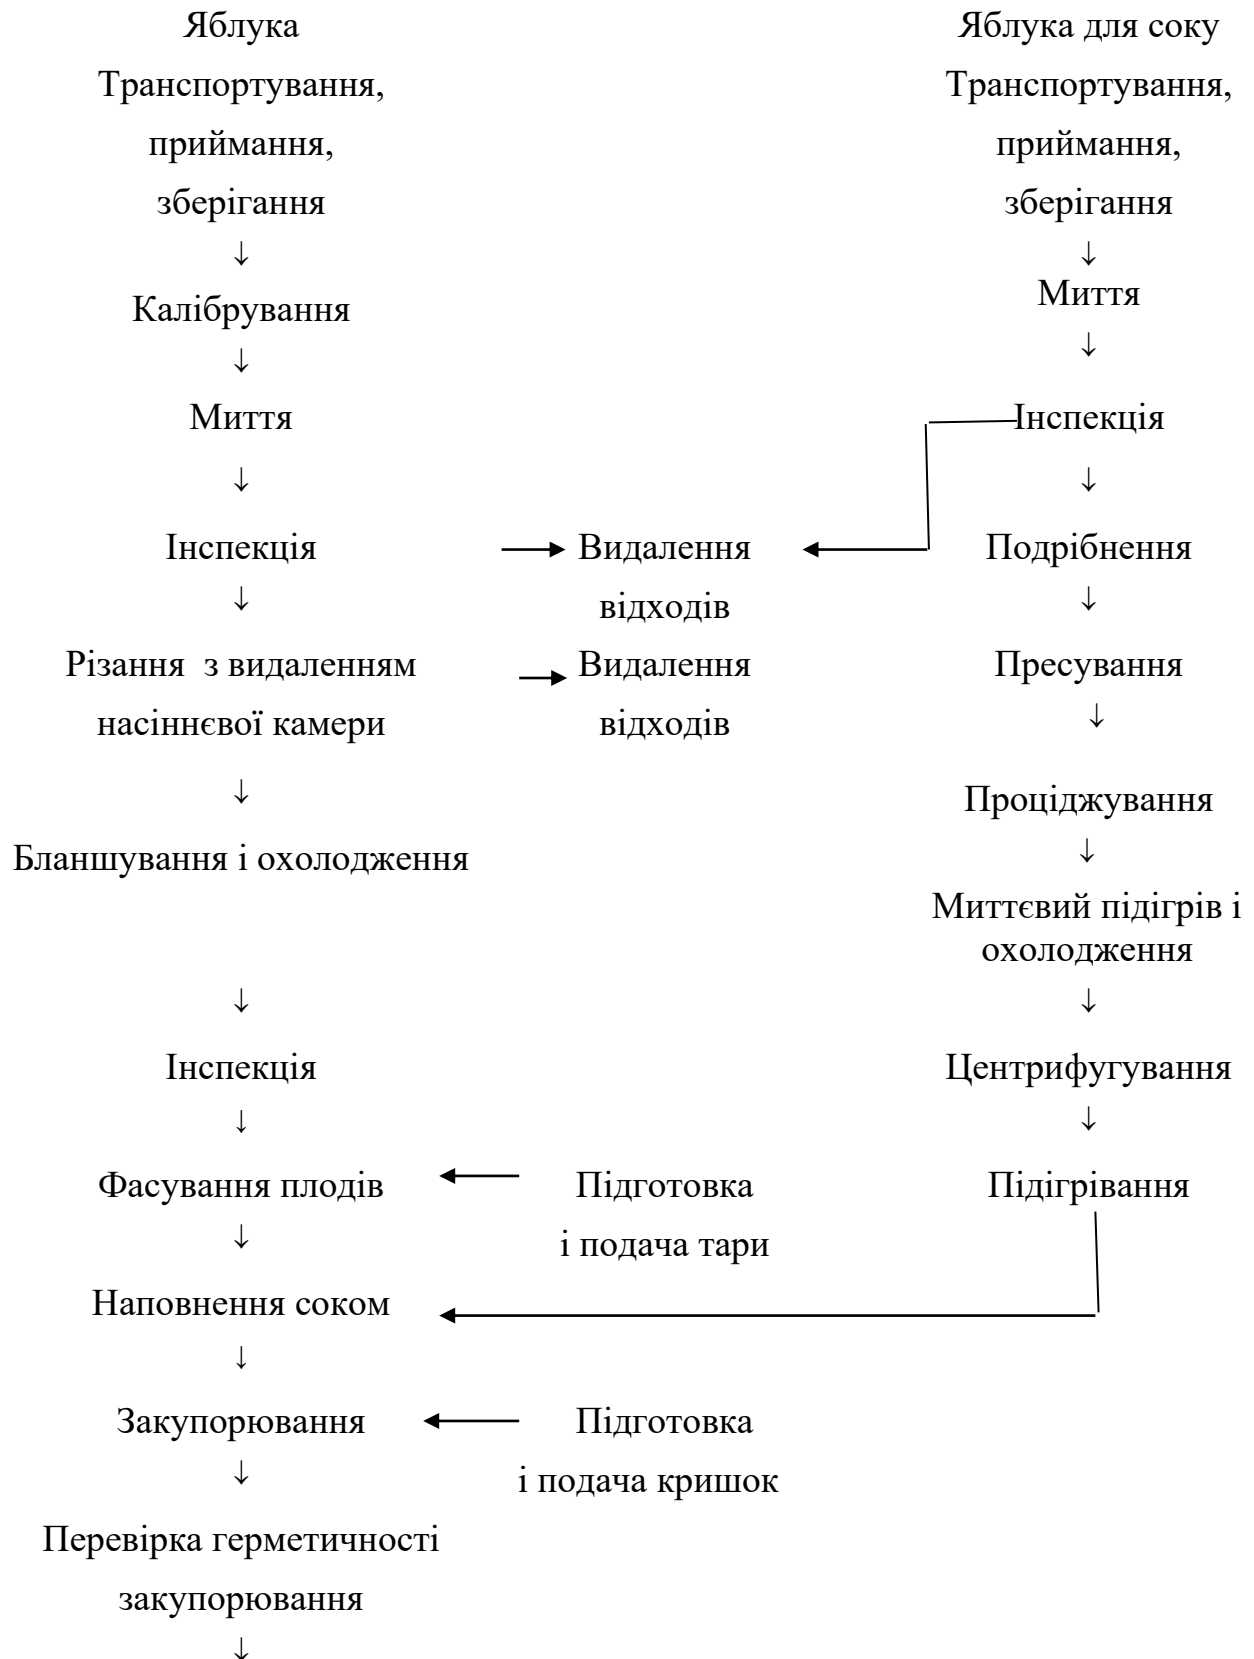 Яблука
Транспортування,
приймання,
зберігання
↓
Калібрування
↓
Миття
↓
Інспекція
↓
Різання з видаленням
насіннєвої камери
↓
Бланшування і охолодження
↓
Інспекція
↓
Фасування плодів
↓
Наповнення соком
↓
Закупорювання
↓
Перевірка герметичності
закупорювання
↓
Видалення
відходів
Видалення
відходів
Підготовка
і подача тари
Підготовка
і подача кришок
Яблука для соку
Транспортування,
приймання,
зберігання
↓
Миття
↓
Інспекція
↓
Подрібнення
↓
Пресування
↓
Проціджування
↓
Миттєвий підігрів і
охолодження
↓
Центрифугування
↓
Підігрівання